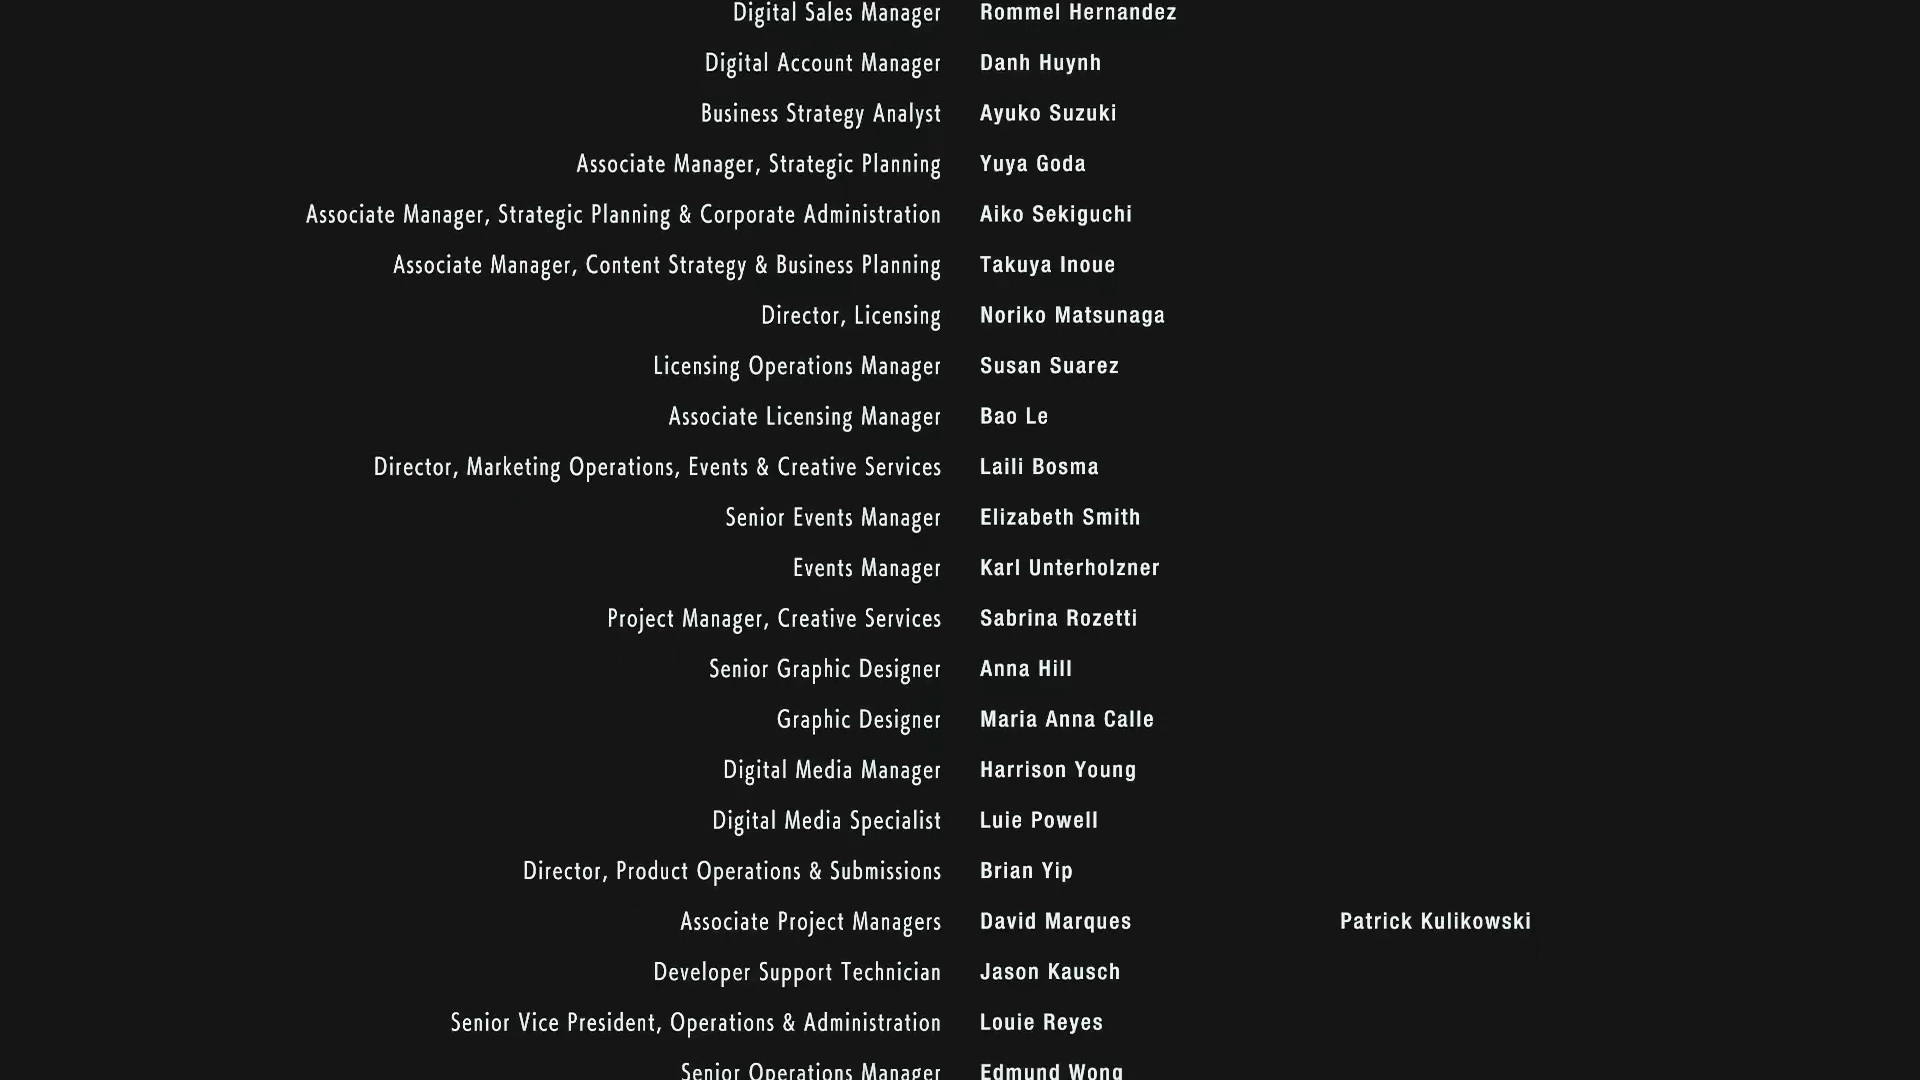 Digital Sales Manager Rommel Hernandez
Digital Account Manager Danh Huynh
Business Strategy Analyst Ayuko Suzuki
Associate Manager, Strategic Planning Yuya Goda
Associate Manager, Strategic Planning & Corporate Administration Aiko Sekiguchi
Associate Manager, Content Strategy & Business Planning Takuya Inoue
Director, Licensing Noriko Matsunaga
Licensing Operations Manager Susan Suarez
Associate Licensing Manager Bao Le
Director, Marketing Operations, Events & Creative Services Laili Bosma
Senior Events Manager Elizabeth Smith
Events Manager Karl Unterholzner
Project Manager, Creative Services Sabrina Rozetti
Senior Graphic Designer Anna Hill
Graphic Designer Maria Anna Calle
Digital Media Manager Harrison Young
Digital Media Specialist Luie Powell
Director, Product Operations & Submissions Brian Yip
Associate Project Managers David Marques Patrick Kulikowski
Developer Support Technician Jason Kausch
Senior Vice President, Operations & Administration Louie Reyes
Senior Operations Manager Edmund Wong